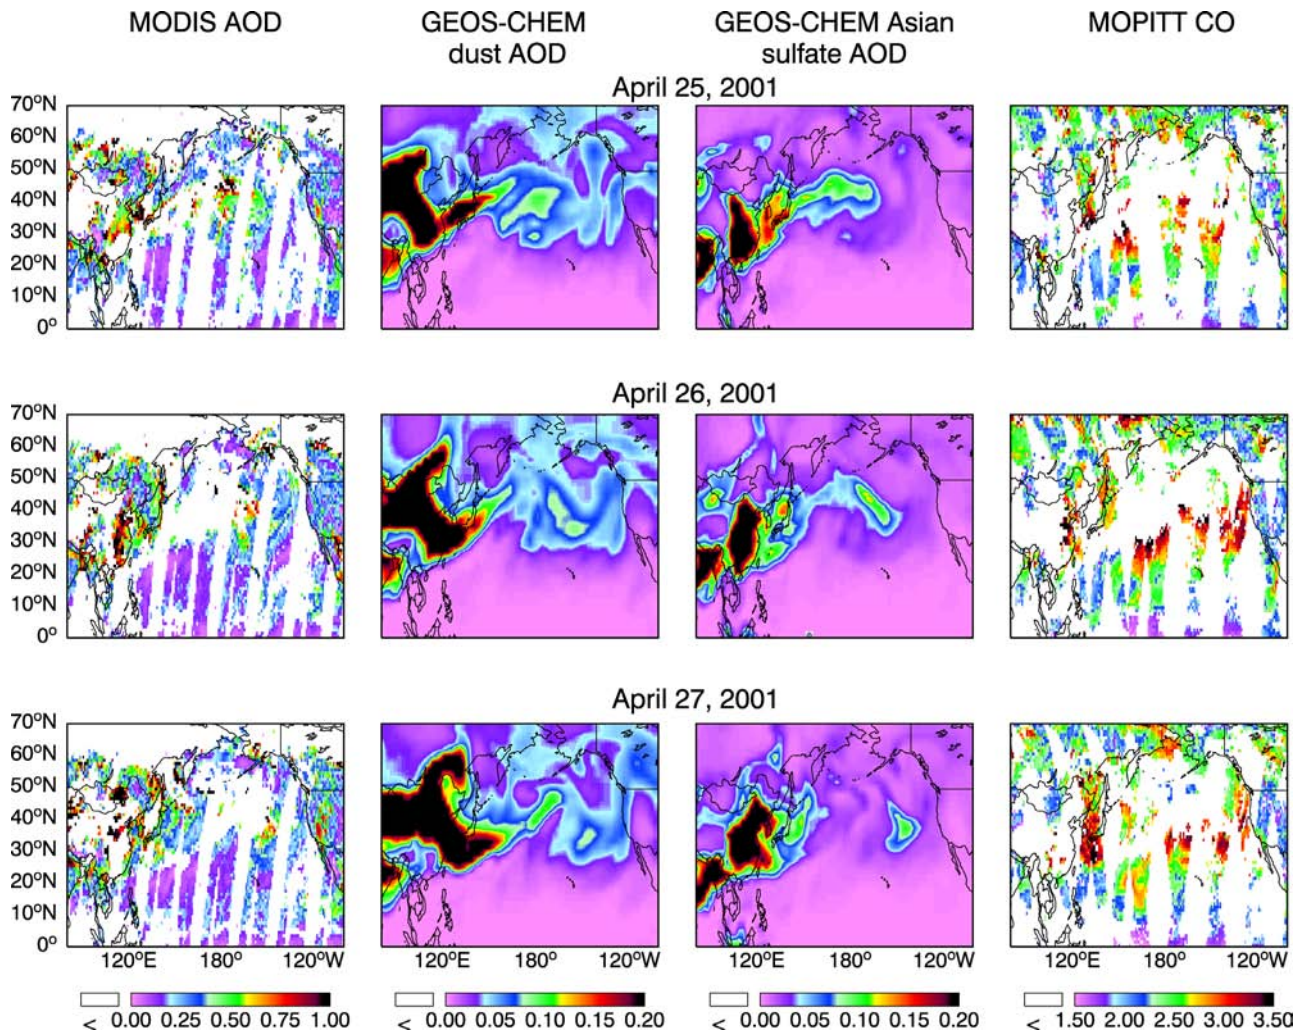 MODIS AOD GEOS-CHEM GEOS-CHEM Asian MOPITT CO
dust AOD sulfate AOD
April 25, 2001
70°N
60°N
50°N
40°N
30°N
20°N
10°N
0°
April 26, 2001
70°N
60°N
50°N
40°N
30°N
20°N
10°N
0°
April 27, 2001
70°N
60°N
50°N
40°N
30°N
20°N
10°N
0°
120°E 180° 120°W 120°E 180° 120°W 120°E 180° 120°W 120°E 180° 120°W
< 0.00 0.25 0.50 0.75 1.00 < 0.00 0.05 0.10 0.15 0.20 < 0.00 0.05 0.10 0.15 0.20 < 1.50 2.00 2.50 3.00 3.50